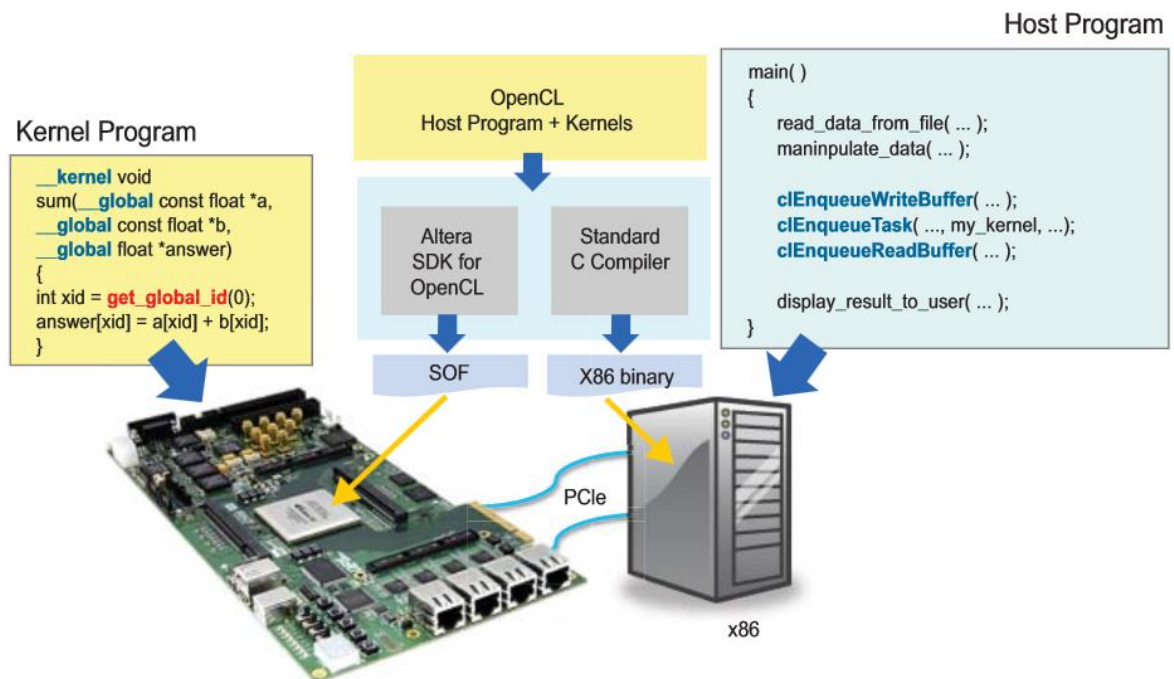 Host Program
main( )
{
read_data_from_file( ... );
maninpulate_data( ... );
clEnqueueWriteBuffer( ... );
clEnqueueTask( ..., my_kernel, ...);
clEnqueueReadBuffer( ... );
display_result_to_user( ... );
}
OpenCL
Host Program + Kernels
Kernel Program
__kernel void
sum(__global const float *a,
__global const float *b,
__global float *answer)
{
int xid = get_global_id(0);
answer[xid] = a[xid] + b[xid];
}
Altera
SDK for
OpenCL
Standard
C Compiler
SOF
X86 binary
PCIe
x86